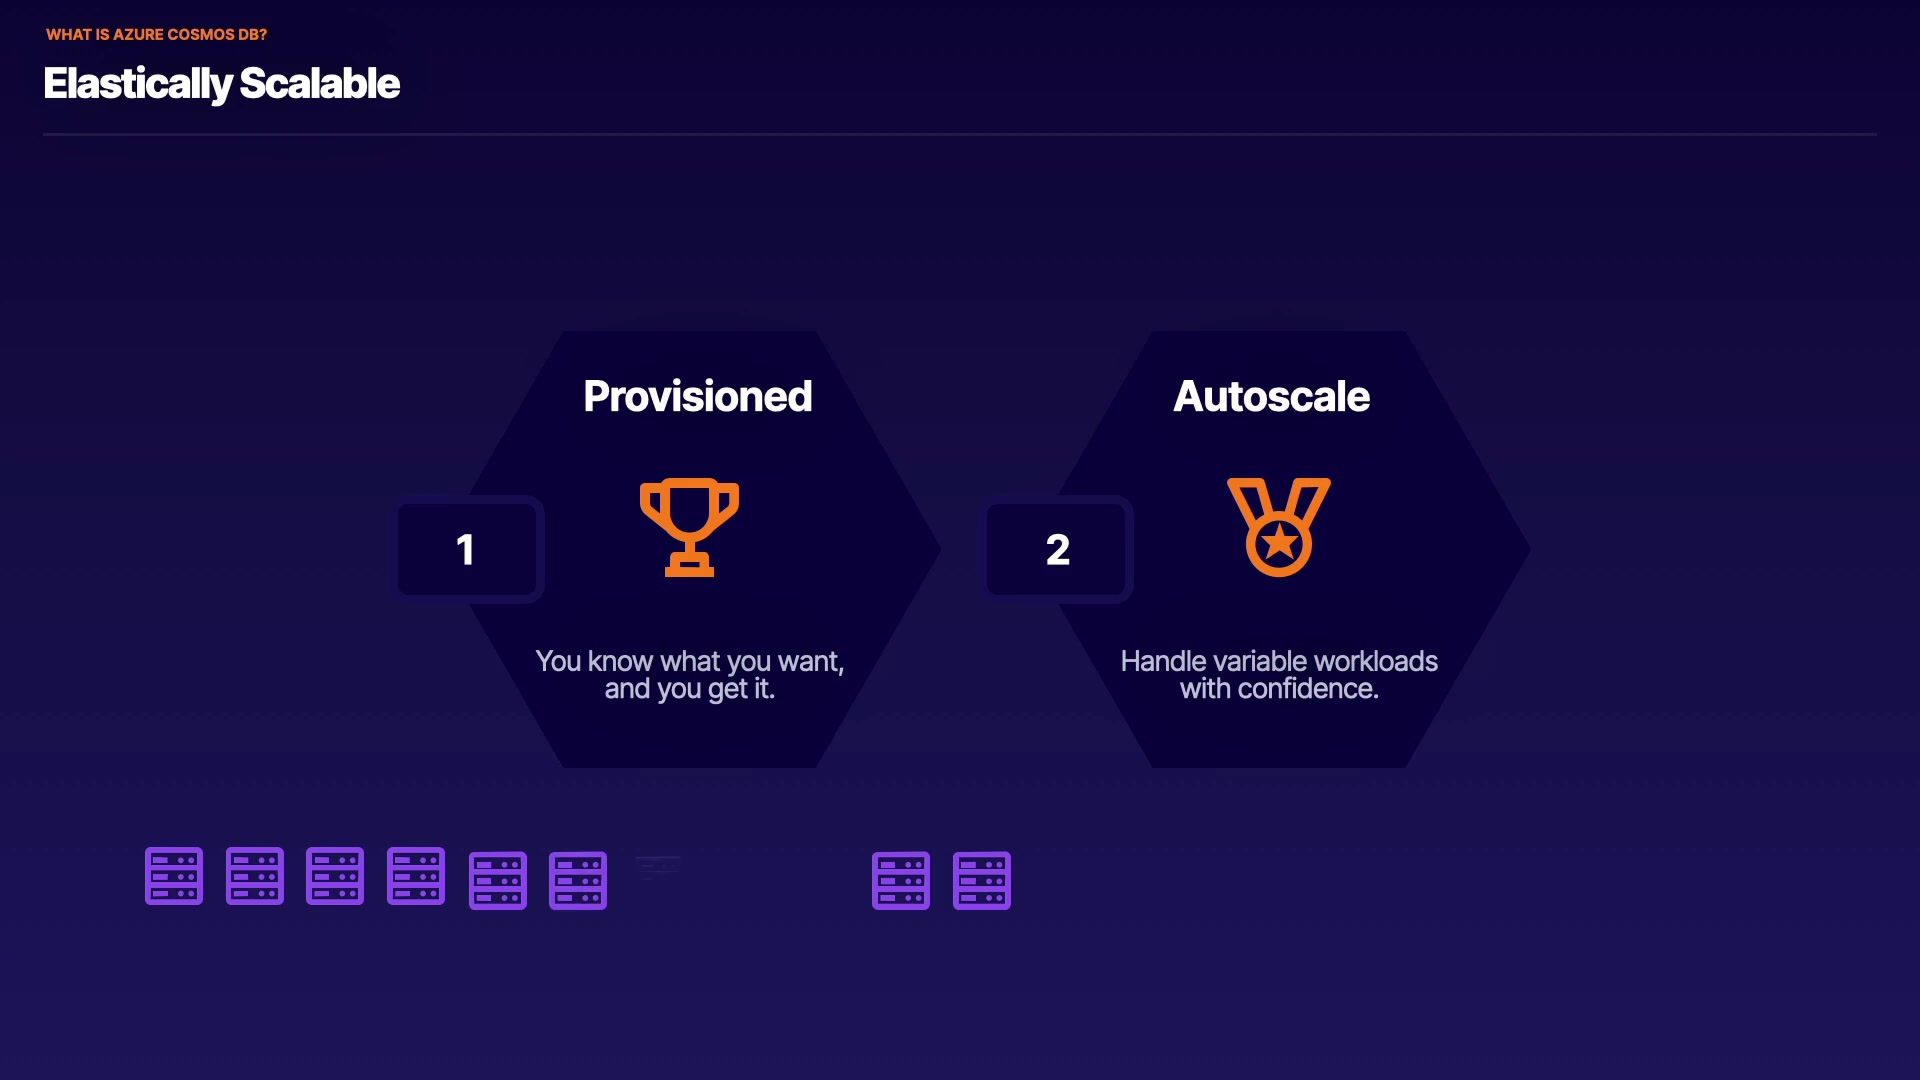 WHAT IS AZURE COSMOS DB?
Elastically Scalable
Provisioned
1
You know what you want,
and you get it.
Autoscale
2
Handle variable workloads
with confidence.